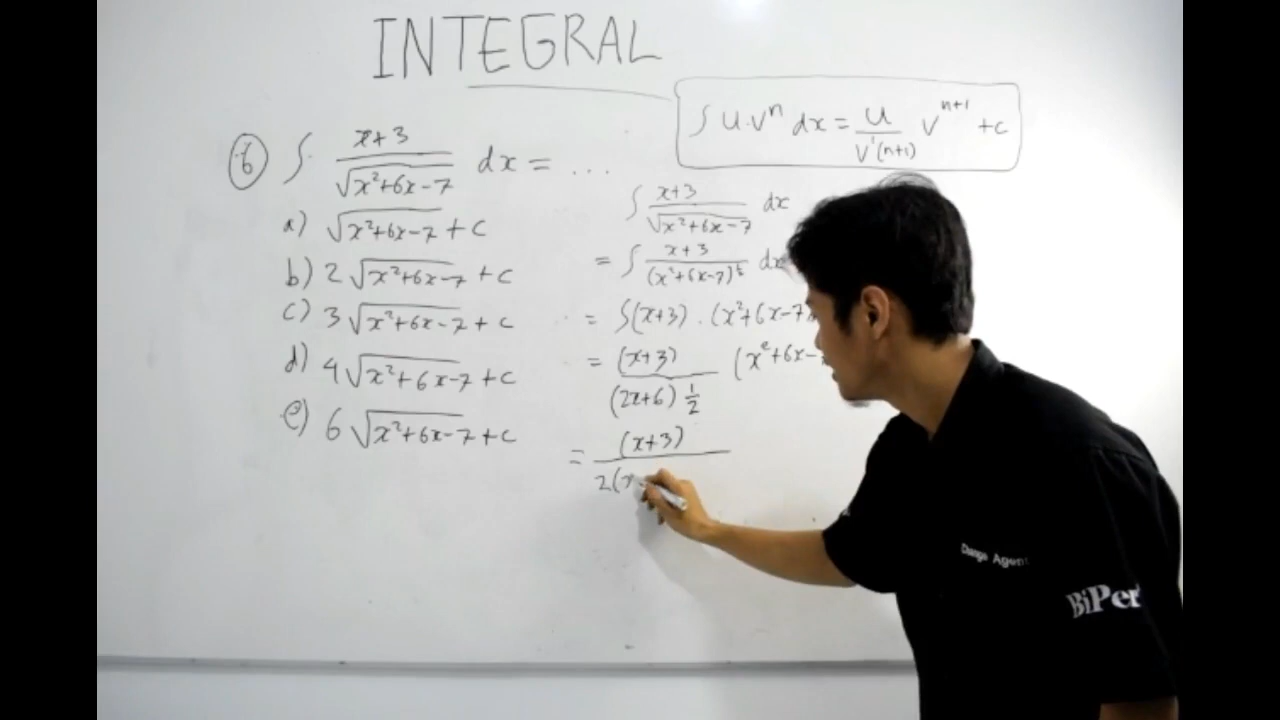 INTEGRAL
∫ U·Vⁿ dx = U / V'(n+1) Vⁿ⁺¹ + c
6 ∫ x+3 / √(x²+6x-7) dx = ...
a) √(x²+6x-7) + c
b) 2√(x²+6x-7) + c
c) 3√(x²+6x-7) + c
d) 4√(x²+6x-7) + c
e) 6√(x²+6x-7) + c
∫ x+3 / √(x²+6x-7) dx
= ∫ x+3 / (x²+6x-7)^½ dx
= ∫(x+3) · (x²+6x-7)
= (x+3) / (2x+6) ½ (x²+6x-
= (x+3) / 2(x
Change Agent
BiPer